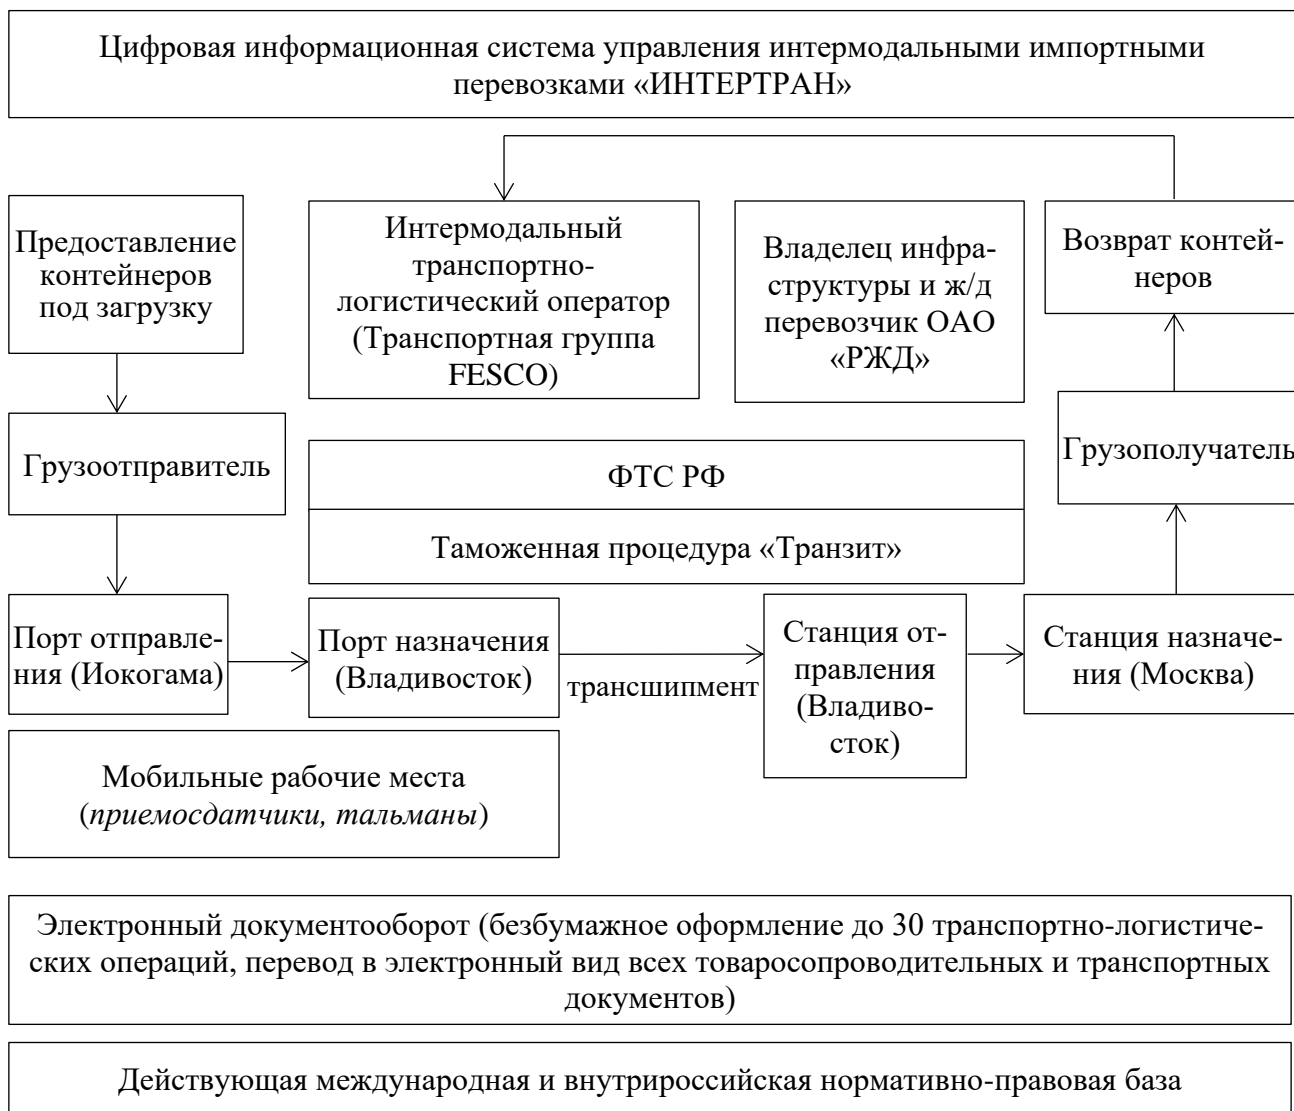 Цифровая информационная система управления интермодальными импортными
перевозками «ИНТЕРТРАН»
Предоставление
контейнеров
под загрузку
Интермодальный
транспортно-
логистический оператор
(Транспортная группа
FESCO)
Владелец инфра-
структуры и ж/д
перевозчик ОАО
«РЖД»
Возврат контей-
неров
Грузоотправитель
Грузополучатель
ФТС РФ
Таможенная процедура «Транзит»
Порт отправле-
ния (Иокогама)
Порт назначения
(Владивосток)
трансшипмент
Станция от-
правления
(Владиво-
сток)
Станция назначе-
ния (Москва)
Мобильные рабочие места
(приемосдатчики, тальманы)
Электронный документооборот (безбумажное оформление до 30 транспортно-логистиче-
ских операций, перевод в электронный вид всех товаросопроводительных и транспортных
документов)
Действующая международная и внутрироссийская нормативно-правовая база